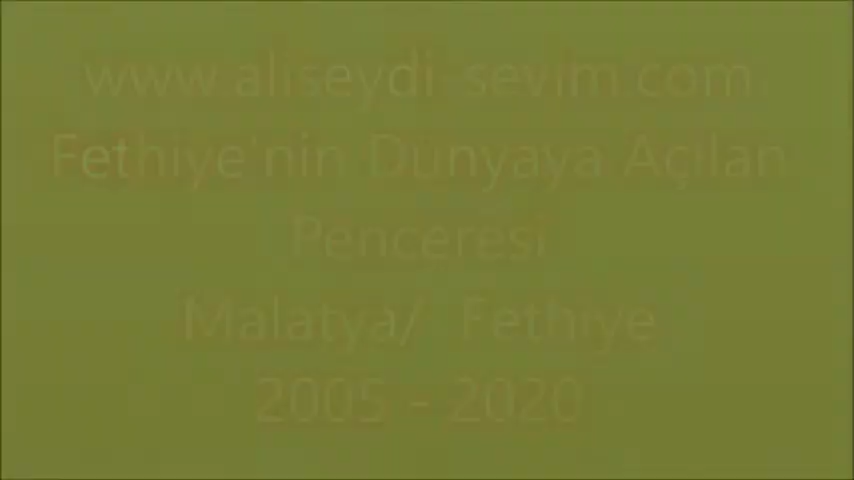 www.aliseydi-sevim.com
Fethiye'nin Dünyaya Açılan
Penceresi
Malatya/ Fethiye
2005 - 2020